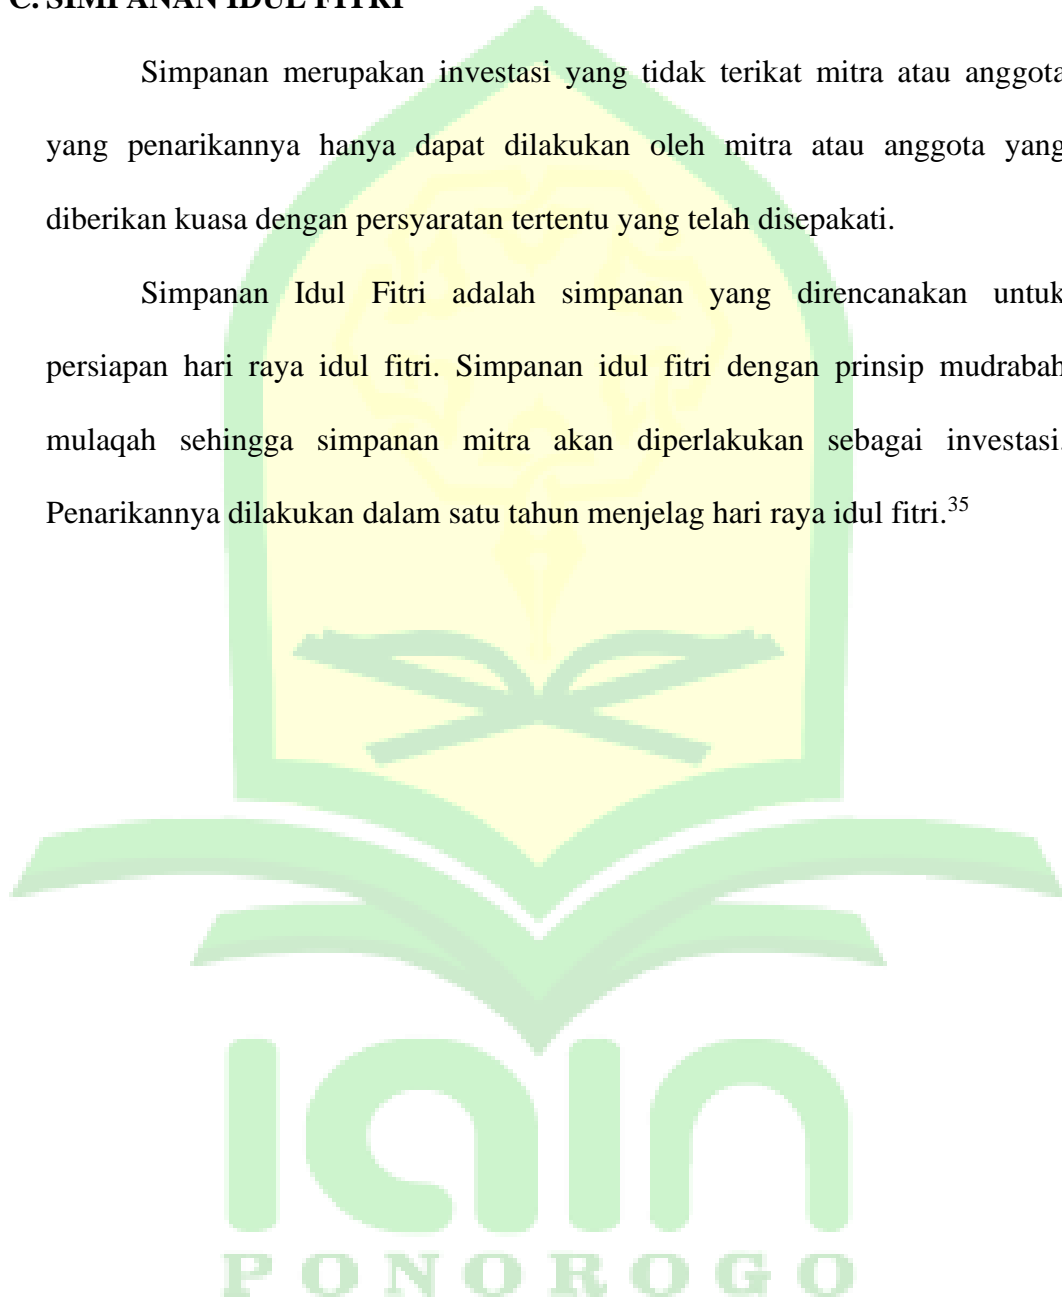 C. SIMPANAN IDUL FITRI
Simpanan merupakan investasi yang tidak terikat mitra atau anggota
yang penarikannya hanya dapat dilakukan oleh mitra atau anggota yang
diberikan kuasa dengan persyaratan tertentu yang telah disepakati.
Simpanan Idul Fitri adalah simpanan yang direncanakan untuk
persiapan hari raya idul fitri. Simpanan idul fitri dengan prinsip mudrabah
mulaqah sehingga simpanan mitra akan diperlakukan sebagai investasi.
Penarikannya dilakukan dalam satu tahun menjelag hari raya idul fitri.35
iain
PONOROGO